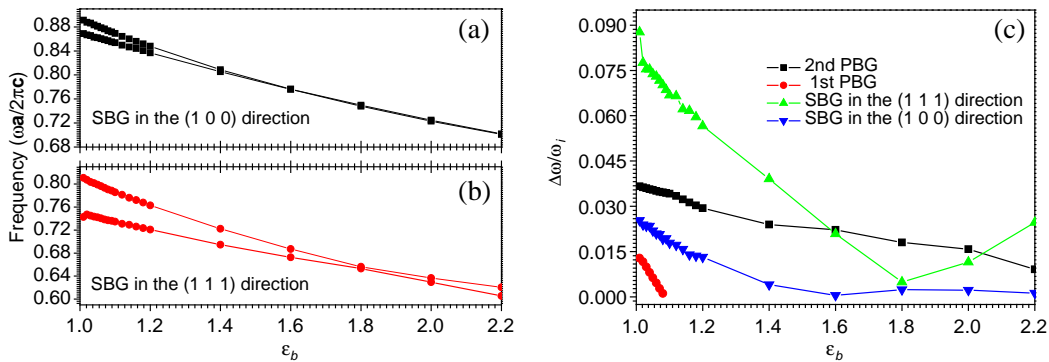 Frequency (ωa/2πc)
0.88
0.84
0.80
0.76
0.72
0.68
(a)
SBG in the (1 0 0) direction
0.80
0.76
0.72
0.68
0.64
0.60
(b)
SBG in the (1 1 1) direction
1.0 1.2 1.4 1.6 1.8 2.0 2.2
εb
Δω/ωi
0.090
0.075
0.060
0.045
0.030
0.015
0.000
(c)
2nd PBG
1st PBG
SBG in the (1 1 1) direction
SBG in the (1 0 0) direction
1.0 1.2 1.4 1.6 1.8 2.0 2.2
εb